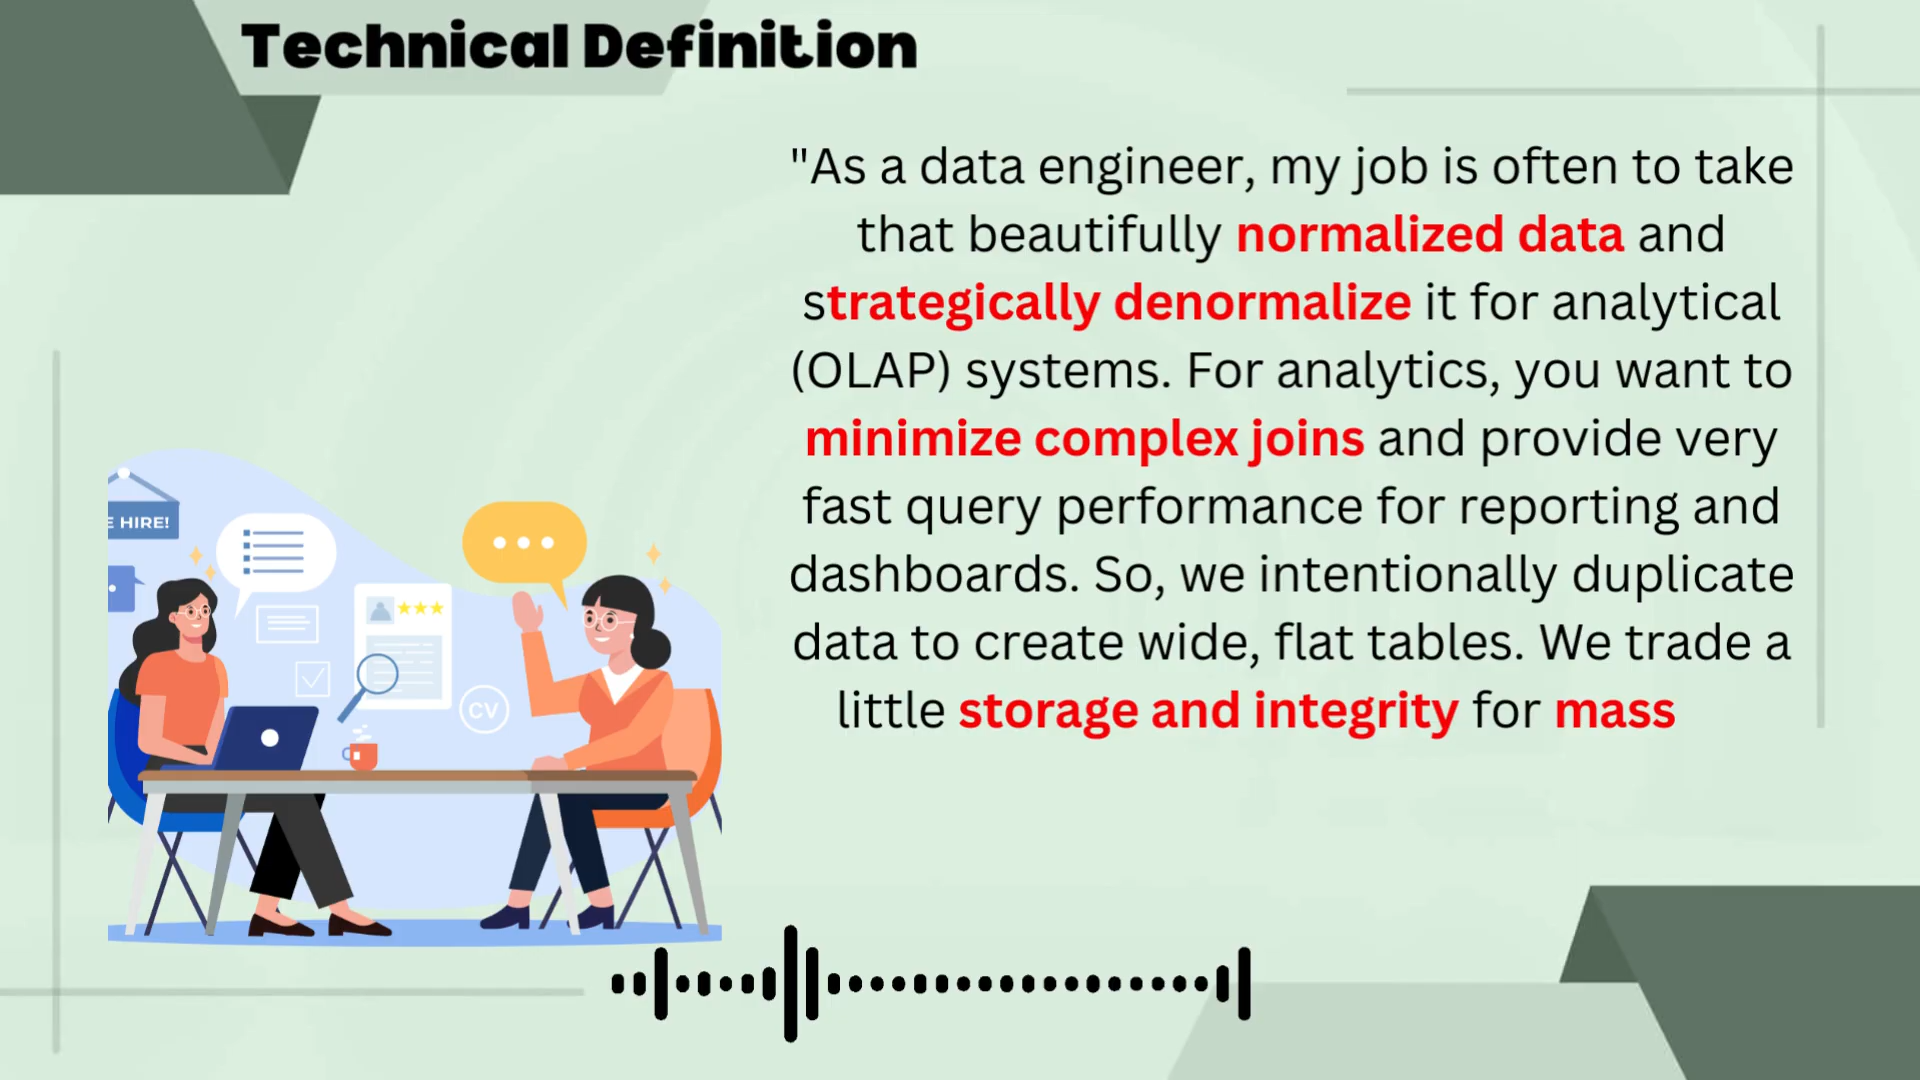 Technical Definition
"As a data engineer, my job is often to take
that beautifully normalized data and
strategically denormalize it for analytical
(OLAP) systems. For analytics, you want to
minimize complex joins and provide very
fast query performance for reporting and
dashboards. So, we intentionally duplicate
data to create wide, flat tables. We trade a
little storage and integrity for mass
E HIRE!
CV